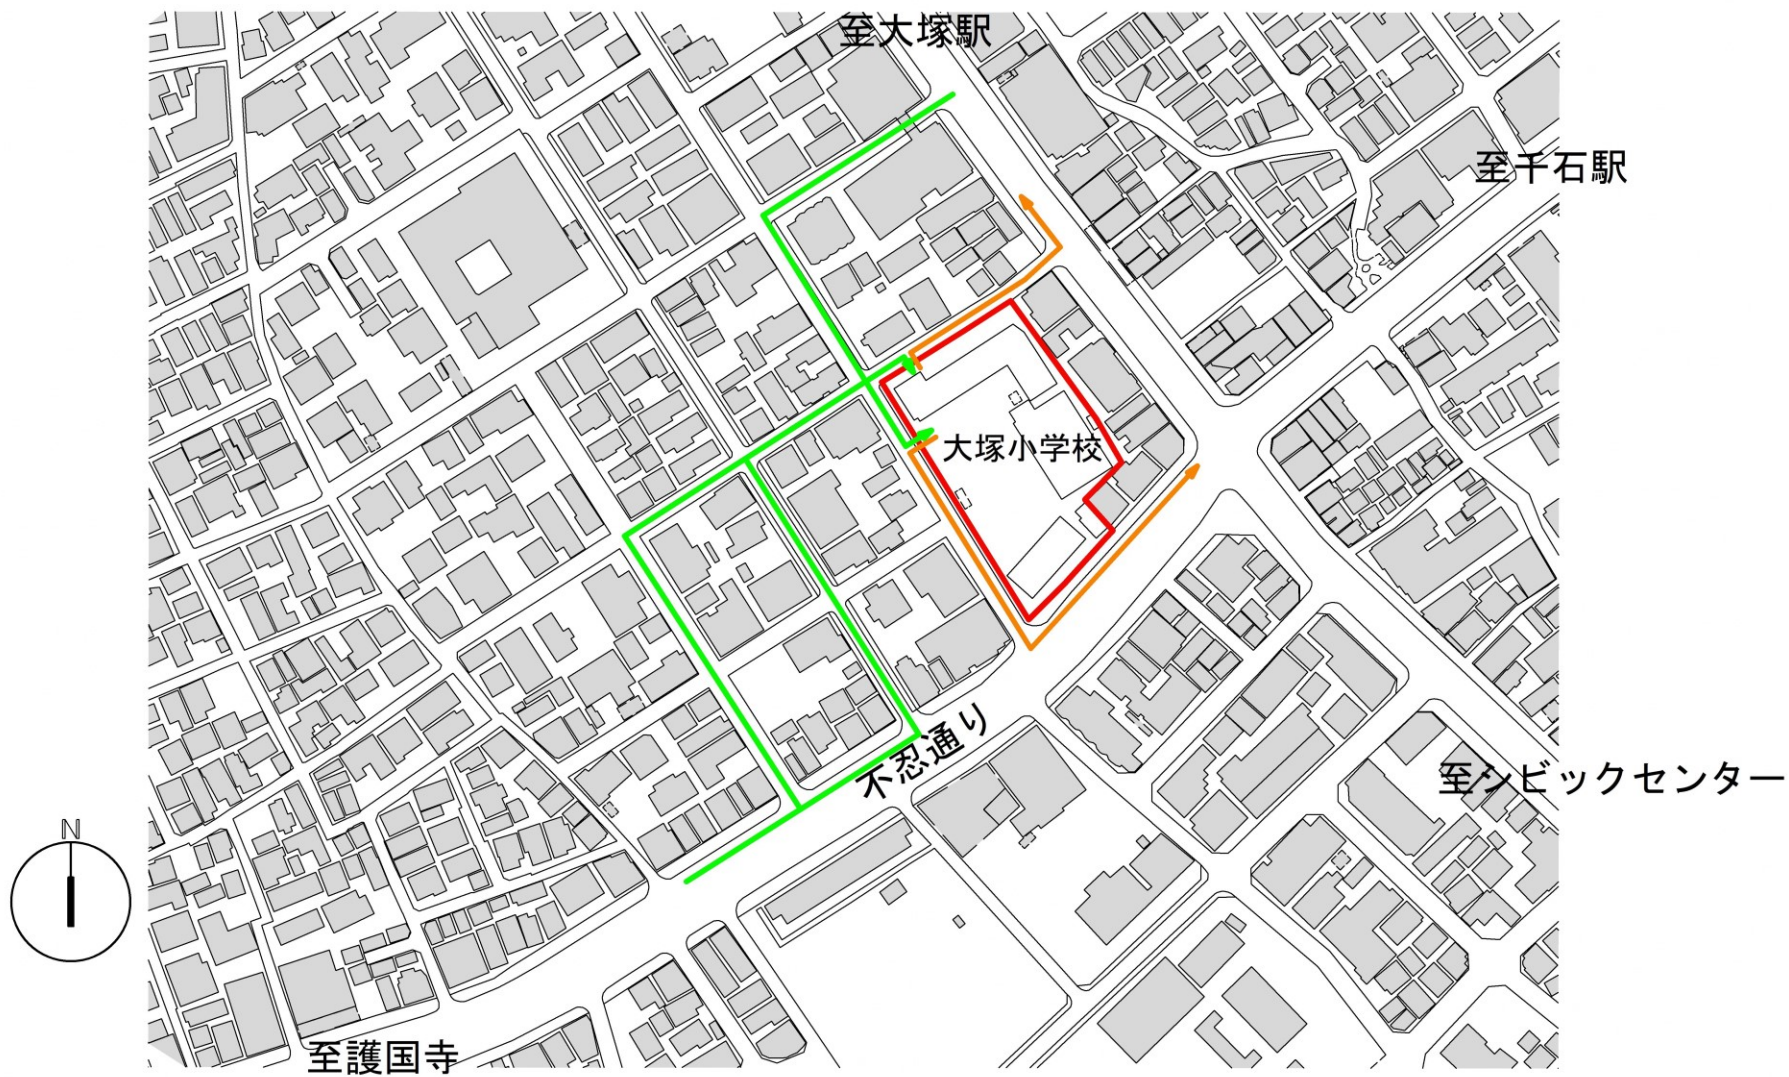 至大塚駅
至千石駅
大塚小学校
不忍通り
至シビックセンター
N
至護国寺